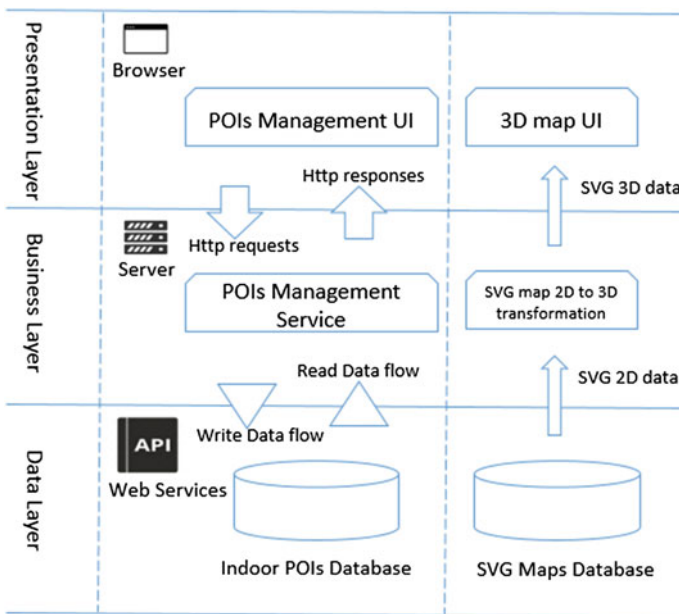 Presentation Layer
Browser
POIs Management UI
3D map UI
Http responses
SVG 3D data
Business Layer
Http requests
Server
POIs Management
Service
SVG map 2D to 3D
transformation
Read Data flow
SVG 2D data
Data Layer
API
Write Data flow
Web Services
Indoor POIs Database
SVG Maps Database